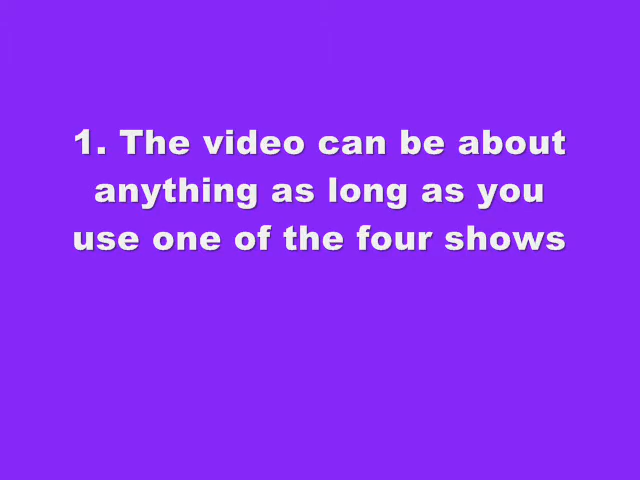 1. The video can be about
anything as long as you
use one of the four shows